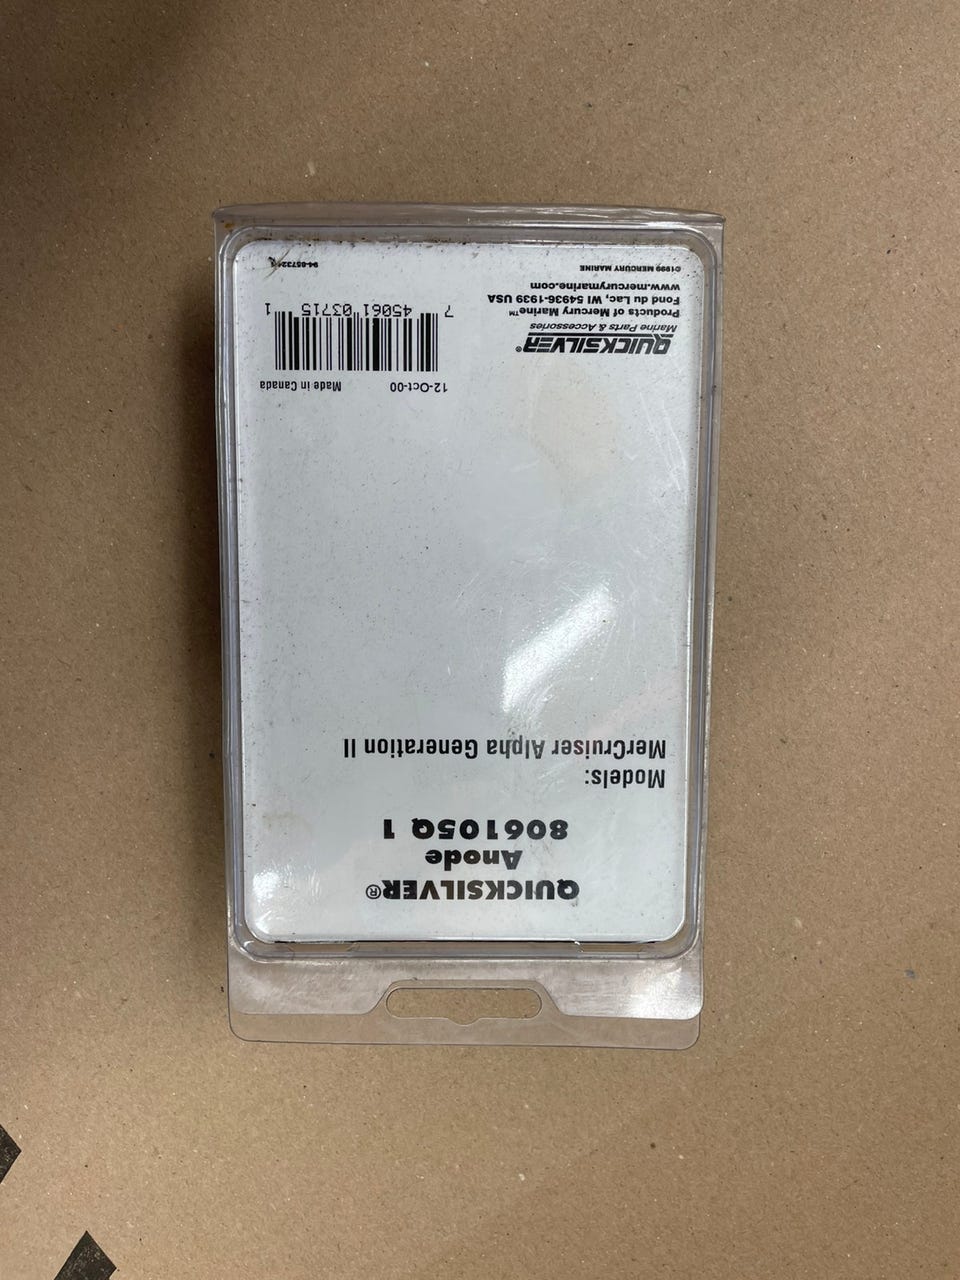 QUICKSILVER®
Anode
806105Q 1
Models:
MerCruiser Alpha Generation II
12-Oct-00 Made in Canada
7 45061 03715 1
QUICKSILVER®
Marine Parts & Accessories
Products of Mercury Marine™
Fond du Lac, WI 54936-1939 USA
www.mercurymarine.com
©1999 MERCURY MARINE